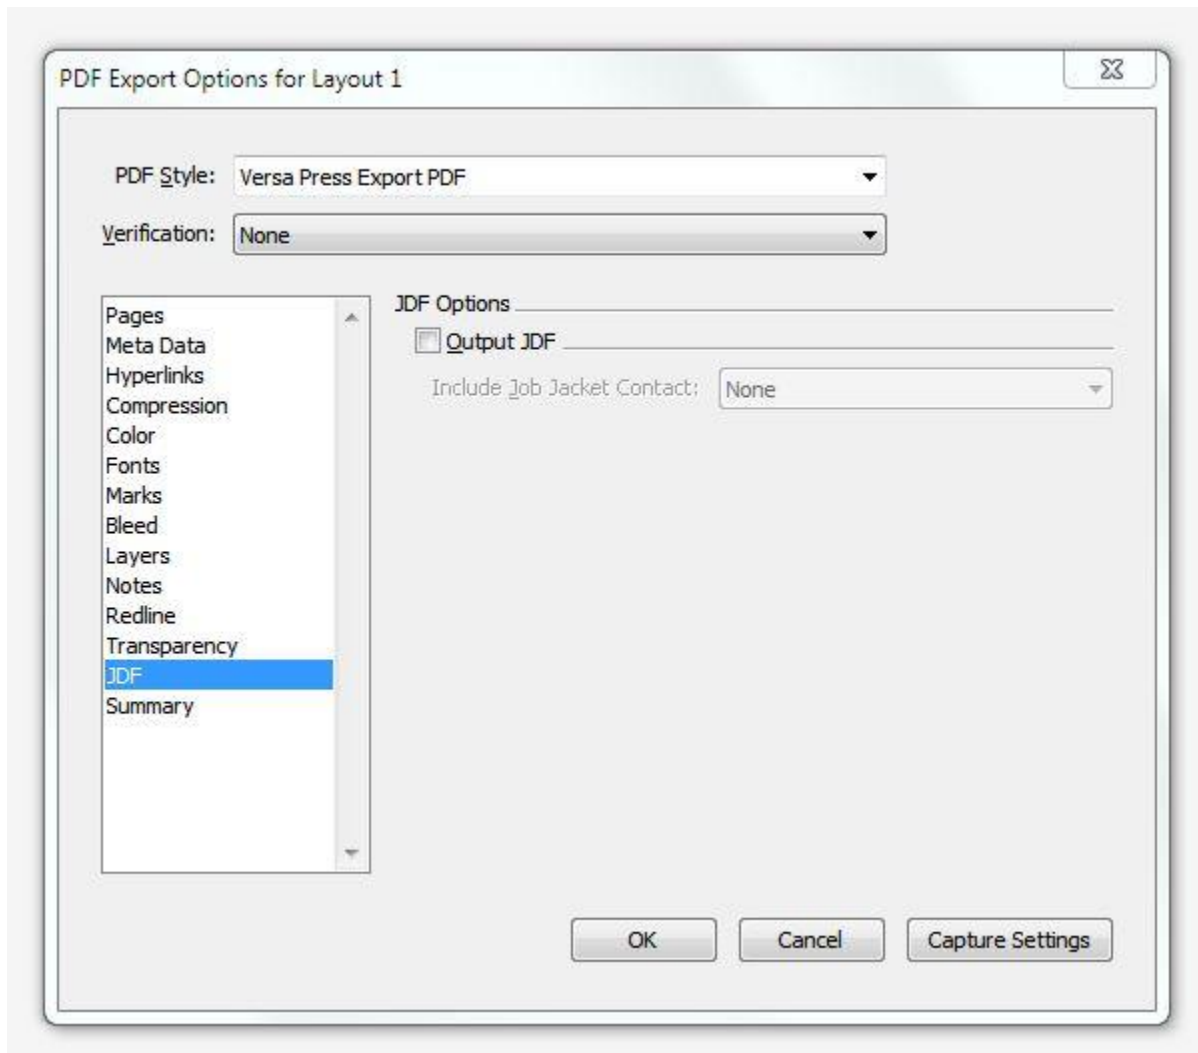 PDF Export Options for Layout 1
PDF Style: Versa Press Export PDF
Verification: None
JDF Options
Output JDF
Include Job Jacket Contact: None
Pages
Meta Data
Hyperlinks
Compression
Color
Fonts
Marks
Bleed
Layers
Notes
Redline
Transparency
JDF
Summary
OK Cancel Capture Settings